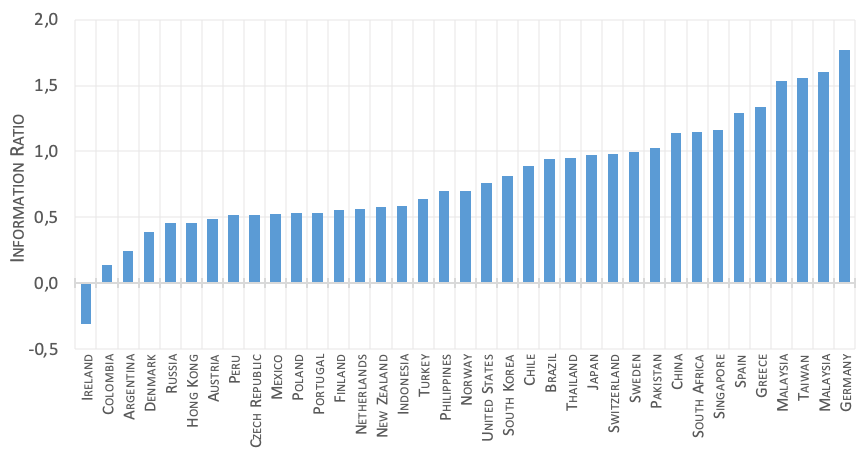 2,0
1,5
1,0
0,5
0,0
-0,5
INFORMATION RATIO
IRELAND
COLOMBIA
ARGENTINA
DENMARK
RUSSIA
HONG KONG
AUSTRIA
PERU
CZECH REPUBLIC
MEXICO
POLAND
PORTUGAL
FINLAND
NETHERLANDS
NEW ZEALAND
INDONESIA
TURKEY
PHILIPPINES
NORWAY
UNITED STATES
SOUTH KOREA
CHILE
BRAZIL
THAILAND
JAPAN
SWITZERLAND
SWEDEN
PAKISTAN
CHINA
SOUTH AFRICA
SINGAPORE
SPAIN
GREECE
MALAYSIA
TAIWAN
MALAYSIA
GERMANY